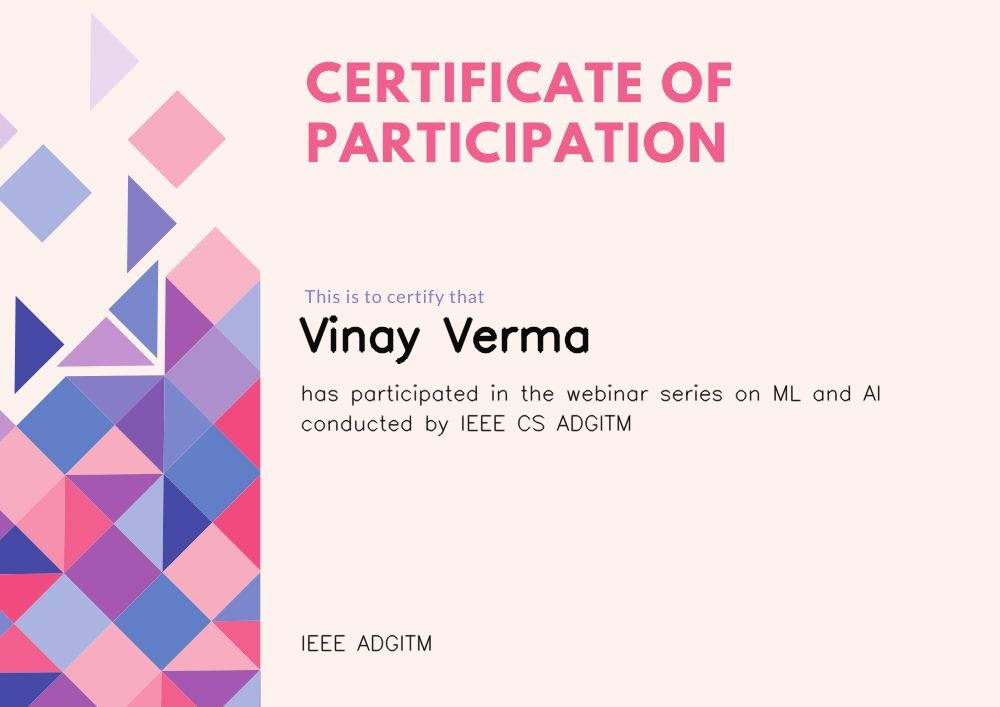 CERTIFICATE OF
PARTICIPATION
This is to certify that
Vinay Verma
has participated in the webinar series on ML and AI
conducted by IEEE CS ADGITM
IEEE ADGITM